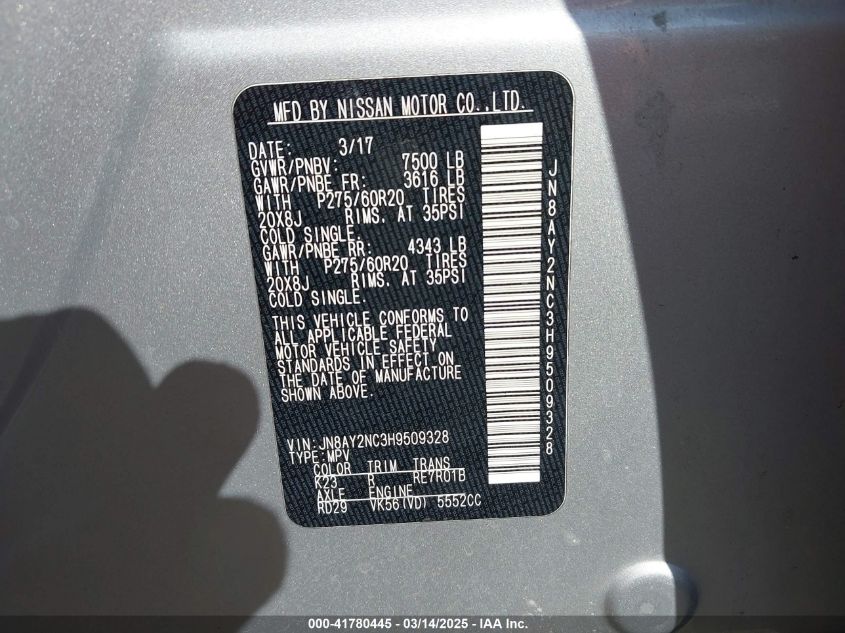 MFD BY NISSAN MOTOR CO.,LTD.
DATE: 3/17
GVWR/PNBV: 7500 LB
GAWR/PNBE FR: 3616 LB
WITH P275/60R20 TIRES
20X8J RIMS. AT 35PSI
COLD SINGLE.
GAWR/PNBE RR: 4343 LB
WITH P275/60R20 TIRES
20X8J RIMS. AT 35PSI
COLD SINGLE.
THIS VEHICLE CONFORMS TO
ALL APPLICABLE FEDERAL
MOTOR VEHICLE SAFETY
STANDARDS IN EFFECT ON
THE DATE OF MANUFACTURE
SHOWN ABOVE.
VIN:JN8AY2NC3H9509328
TYPE:MPV
COLOR TRIM TRANS
K23 R RE7R01B
AXLE ENGINE
RD29 VK56(VD) 5552CC
JN8AY2NC3H9509328
000-41780445 - 03/14/2025 - IAA Inc.